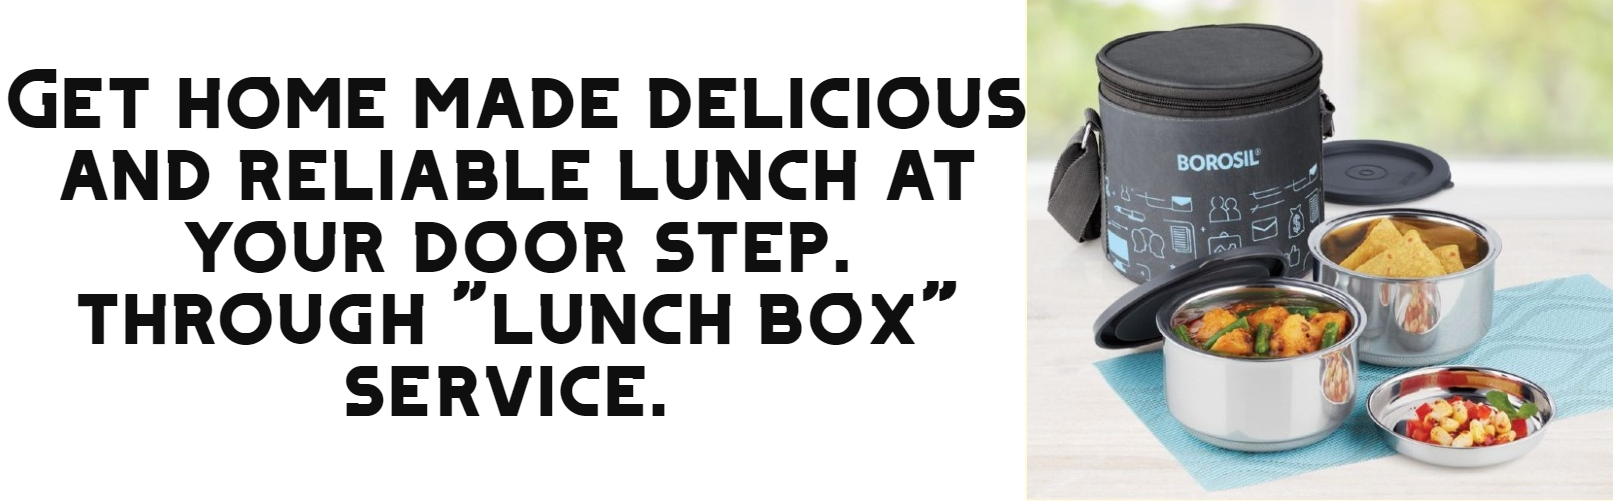 Get home made delicious
and reliable lunch at
your door step.
through "lunch box"
service.
BOROSIL®